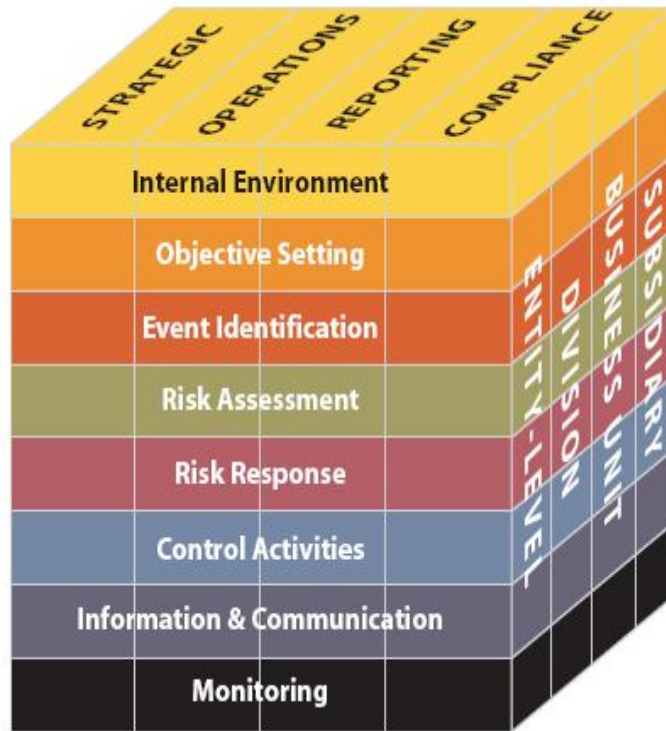 STRATEGIC
OPERATIONS
REPORTING
COMPLIANCE
Internal Environment
Objective Setting
Event Identification
Risk Assessment
Risk Response
Control Activities
Information & Communication
Monitoring
ENTITY-LEVEL
DIVISION
BUSINESS UNIT
SUBSIDIARY